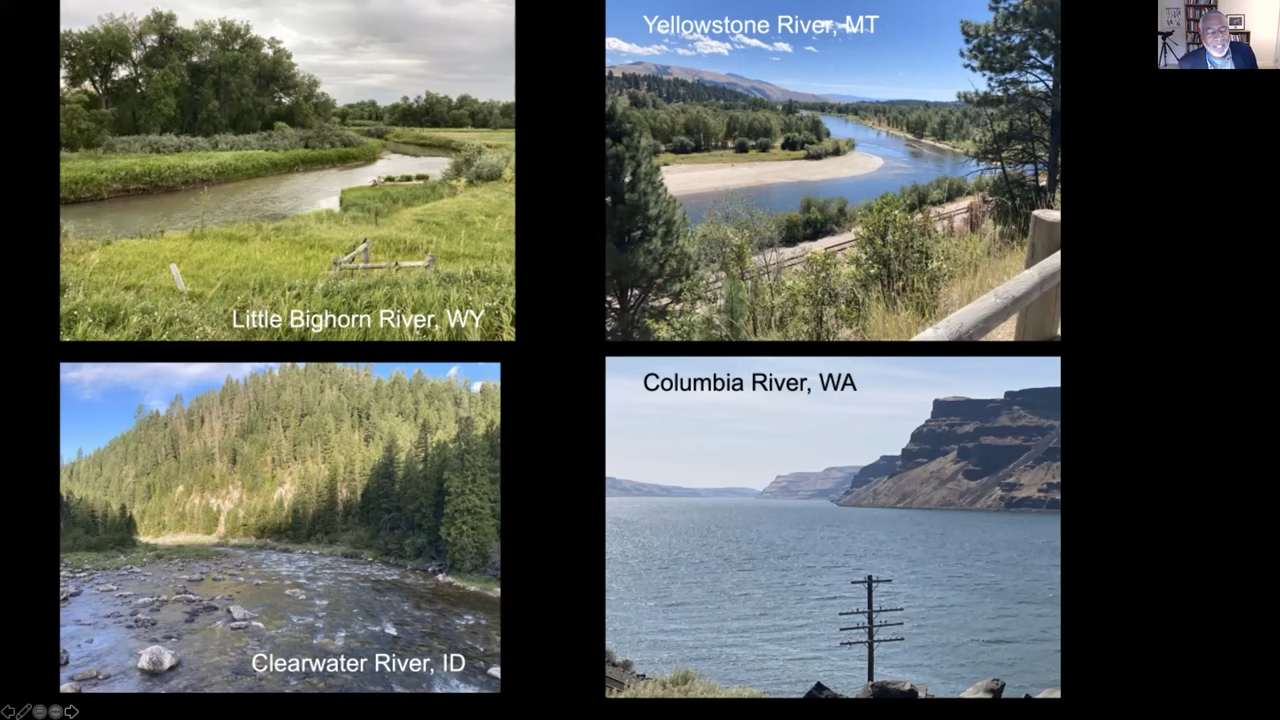 Little Bighorn River, WY
Yellowstone River, MT
Clearwater River, ID
Columbia River, WA